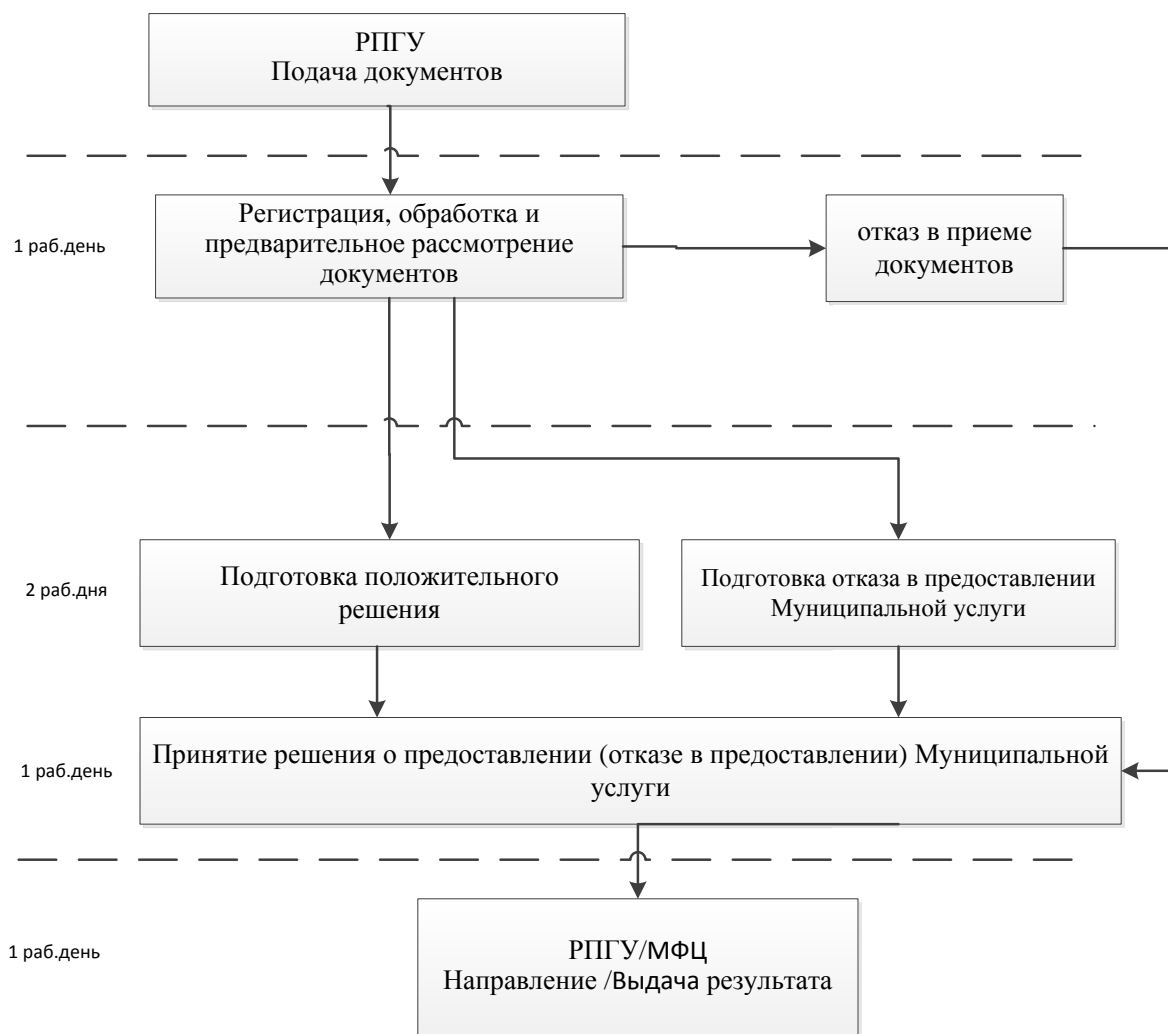 РПГУ
Подача документов
1 раб.день
Регистрация, обработка и
предварительное рассмотрение
документов
отказ в приеме
документов
2 раб.дня
Подготовка положительного
решения
Подготовка отказа в предоставлении
Муниципальной услуги
1 раб.день
Принятие решения о предоставлении (отказе в предоставлении) Муниципальной
услуги
1 раб.день
РПГУ/МФЦ
Направление /Выдача результата